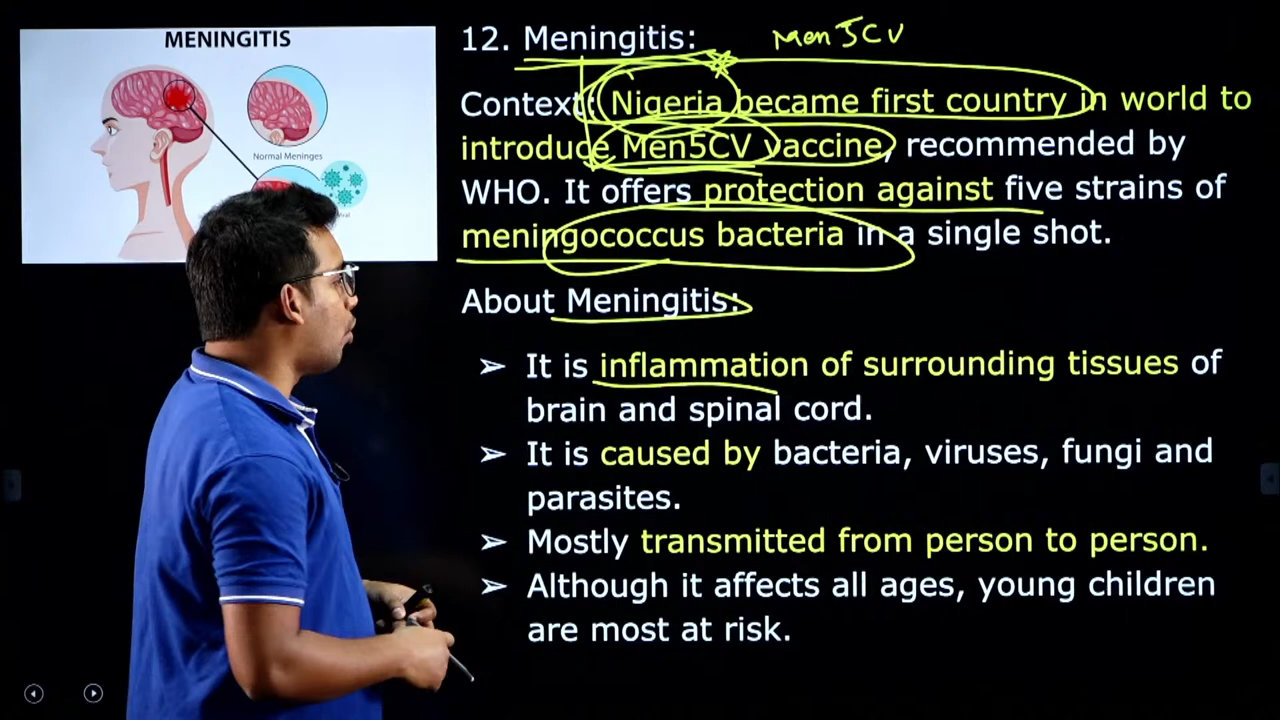 MENINGITIS
Normal Meninges
12. Meningitis:
Men5CV
Context: Nigeria became first country in world to
introduce Men5CV vaccine, recommended by
WHO. It offers protection against five strains of
meningococcus bacteria in a single shot.
About Meningitis:
➢ It is inflammation of surrounding tissues of
brain and spinal cord.
➢ It is caused by bacteria, viruses, fungi and
parasites.
➢ Mostly transmitted from person to person.
➢ Although it affects all ages, young children
are most at risk.